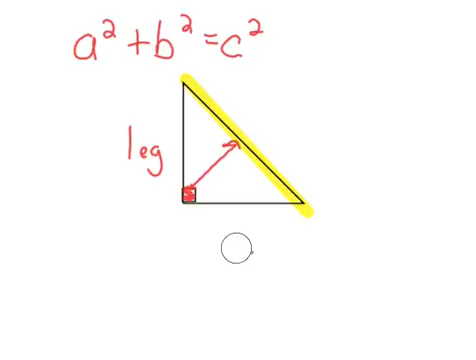 a² + b² = c²
leg